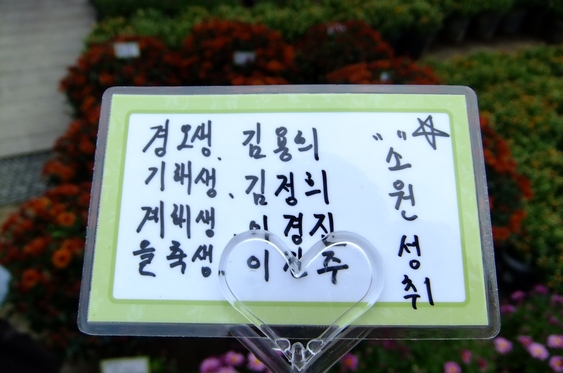 경오생. 김용의
기해생. 김정희
계해생. 이경진
을축생. 이 주
"소"원 성취